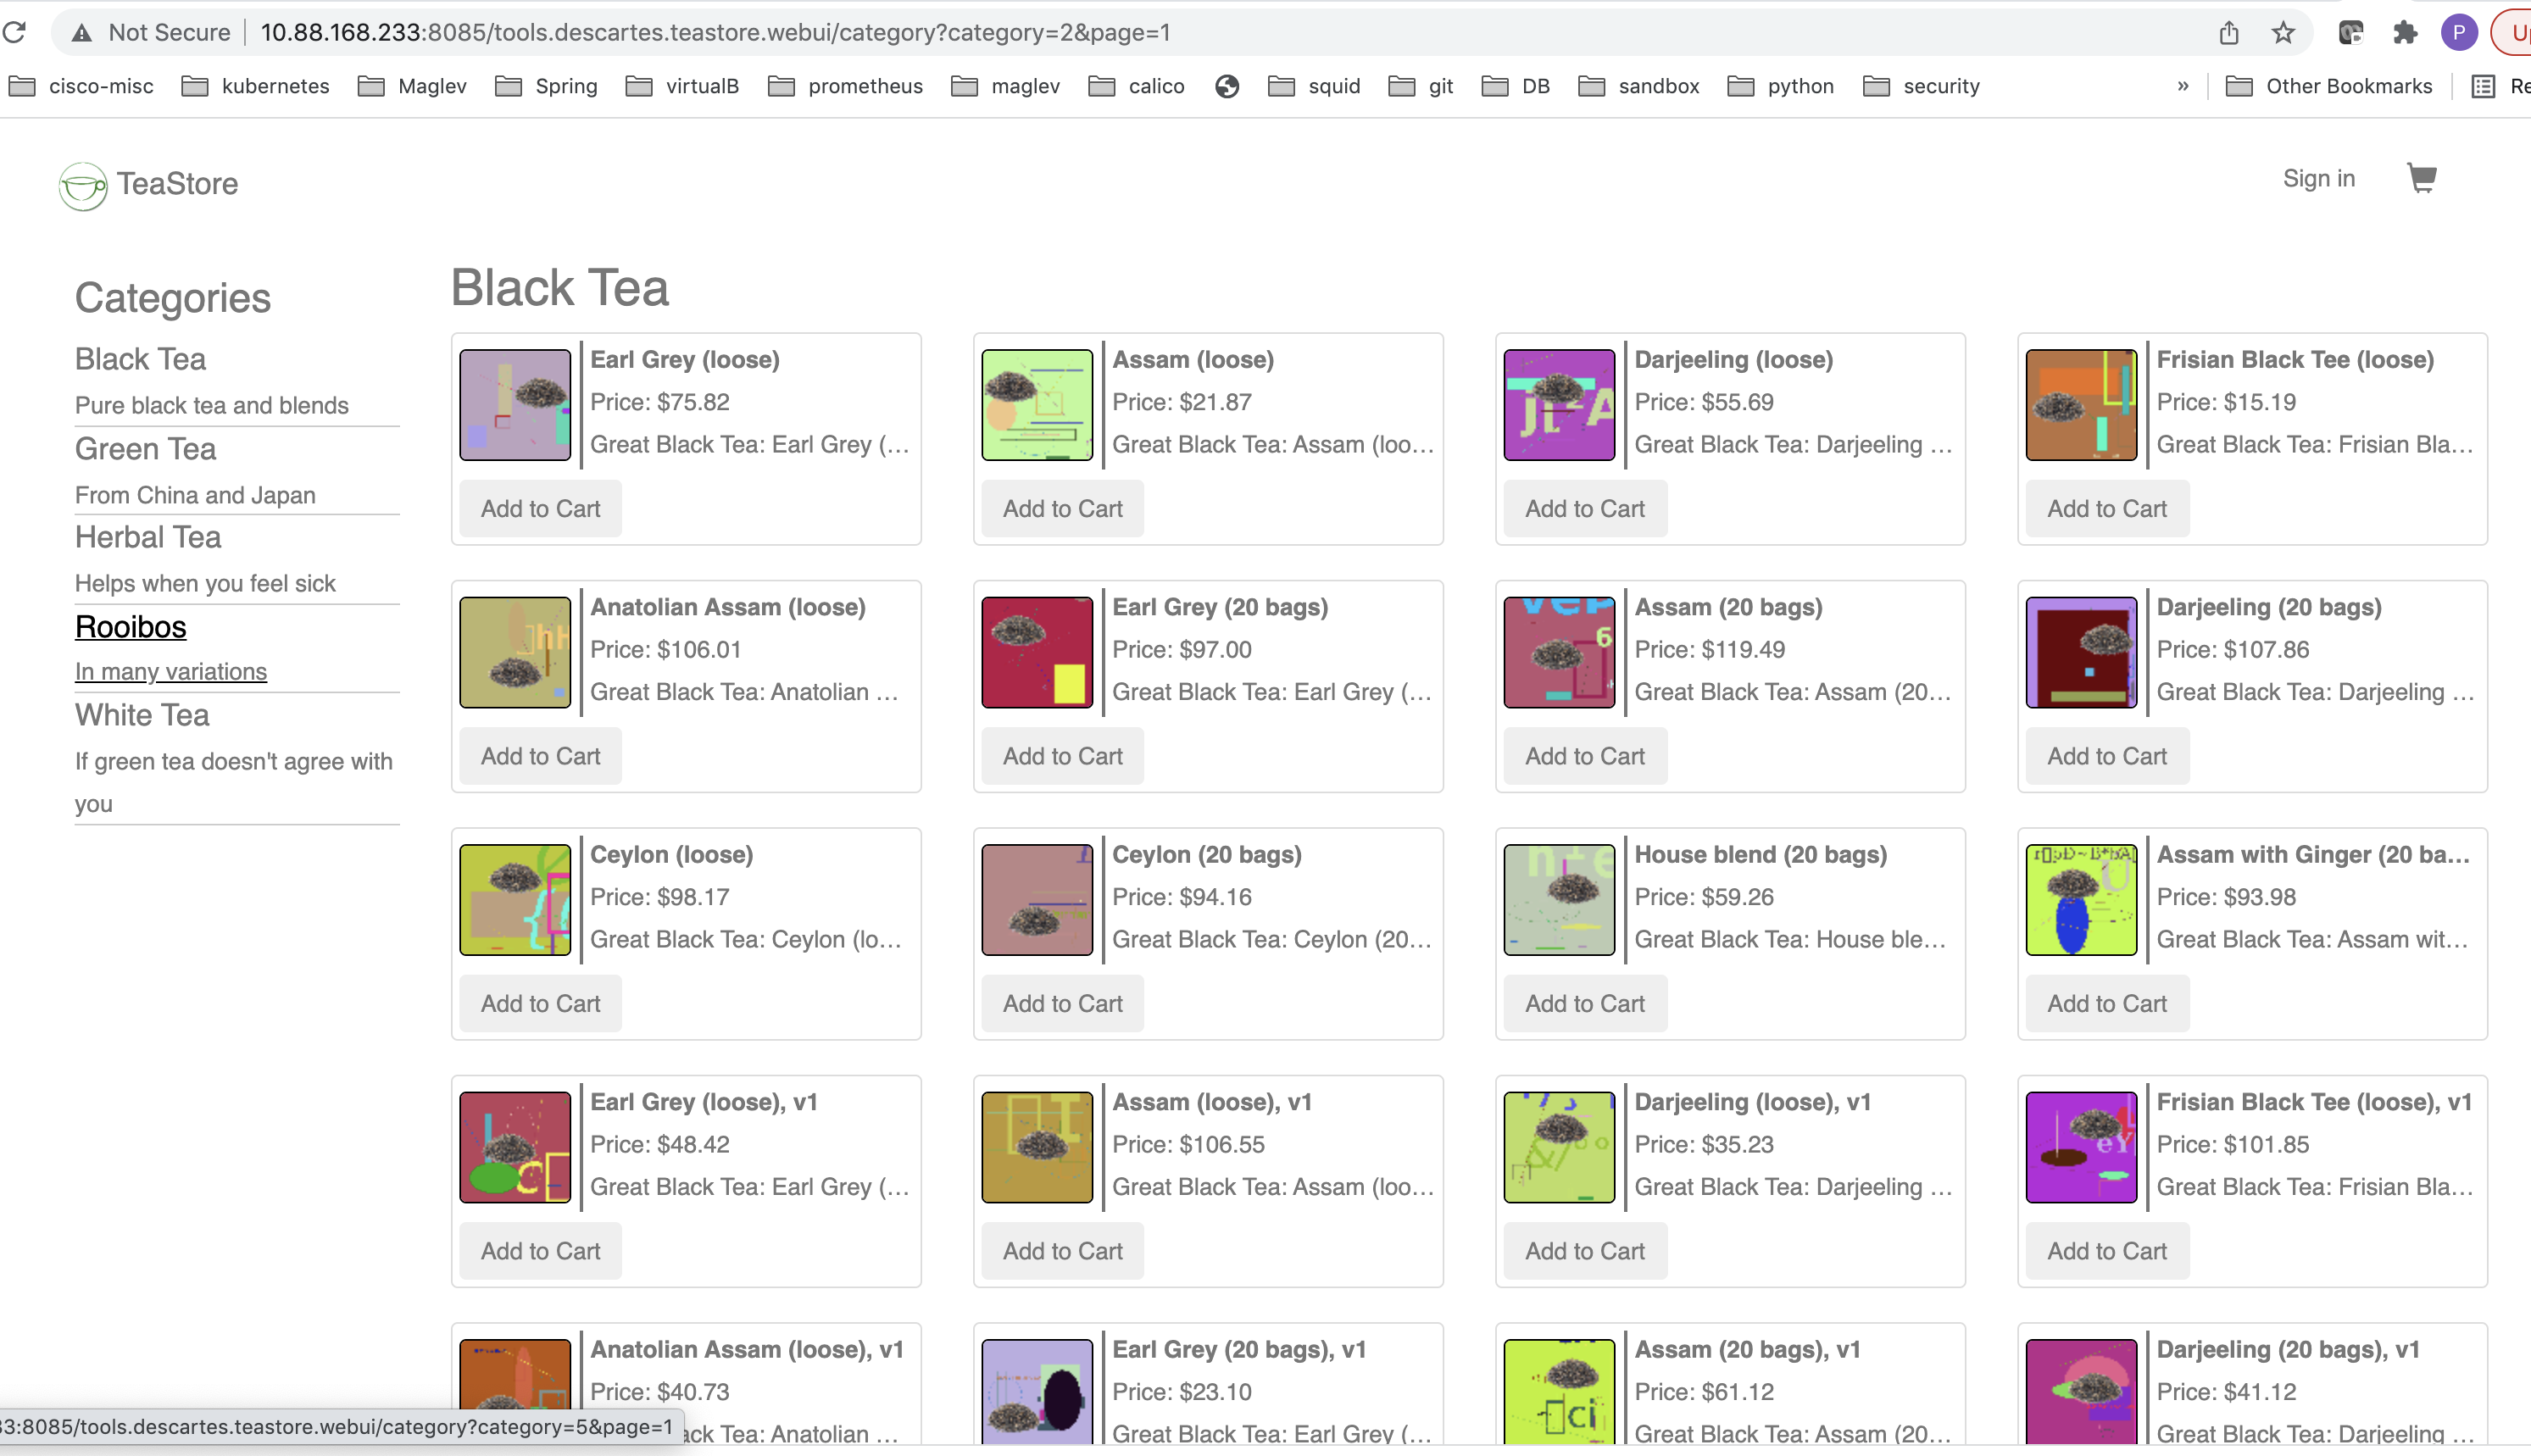 Not Secure 10.88.168.233:8085/tools.descartes.teastore.webui/category?category=2&page=1
P
cisco-misc kubernetes Maglev Spring virtualB prometheus maglev calico squid git DB sandbox python security » Other Bookmarks
TeaStore
Sign in
Categories
Black Tea
Pure black tea and blends
Green Tea
From China and Japan
Herbal Tea
Helps when you feel sick
Rooibos
In many variations
White Tea
If green tea doesn't agree with
you
Black Tea
Earl Grey (loose)
Price: $75.82
Great Black Tea: Earl Grey (…
Add to Cart
Assam (loose)
Price: $21.87
Great Black Tea: Assam (loo…
Add to Cart
Darjeeling (loose)
Price: $55.69
Great Black Tea: Darjeeling …
Add to Cart
Frisian Black Tee (loose)
Price: $15.19
Great Black Tea: Frisian Bla…
Add to Cart
Anatolian Assam (loose)
Price: $106.01
Great Black Tea: Anatolian …
Add to Cart
Earl Grey (20 bags)
Price: $97.00
Great Black Tea: Earl Grey (…
Add to Cart
Assam (20 bags)
Price: $119.49
Great Black Tea: Assam (20…
Add to Cart
Darjeeling (20 bags)
Price: $107.86
Great Black Tea: Darjeeling …
Add to Cart
Ceylon (loose)
Price: $98.17
Great Black Tea: Ceylon (lo…
Add to Cart
Ceylon (20 bags)
Price: $94.16
Great Black Tea: Ceylon (20…
Add to Cart
House blend (20 bags)
Price: $59.26
Great Black Tea: House ble…
Add to Cart
Assam with Ginger (20 ba…
Price: $93.98
Great Black Tea: Assam wit…
Add to Cart
Earl Grey (loose), v1
Price: $48.42
Great Black Tea: Earl Grey (…
Add to Cart
Assam (loose), v1
Price: $106.55
Great Black Tea: Assam (loo…
Add to Cart
Darjeeling (loose), v1
Price: $35.23
Great Black Tea: Darjeeling …
Add to Cart
Frisian Black Tee (loose), v1
Price: $101.85
Great Black Tea: Frisian Bla…
Add to Cart
Anatolian Assam (loose), v1
Price: $40.73
ack Tea: Anatolian …
Earl Grey (20 bags), v1
Price: $23.10
Great Black Tea: Earl Grey (…
Assam (20 bags), v1
Price: $61.12
Great Black Tea: Assam (20…
Darjeeling (20 bags), v1
Price: $41.12
Great Black Tea: Darjeeling …
33:8085/tools.descartes.teastore.webui/category?category=5&page=1